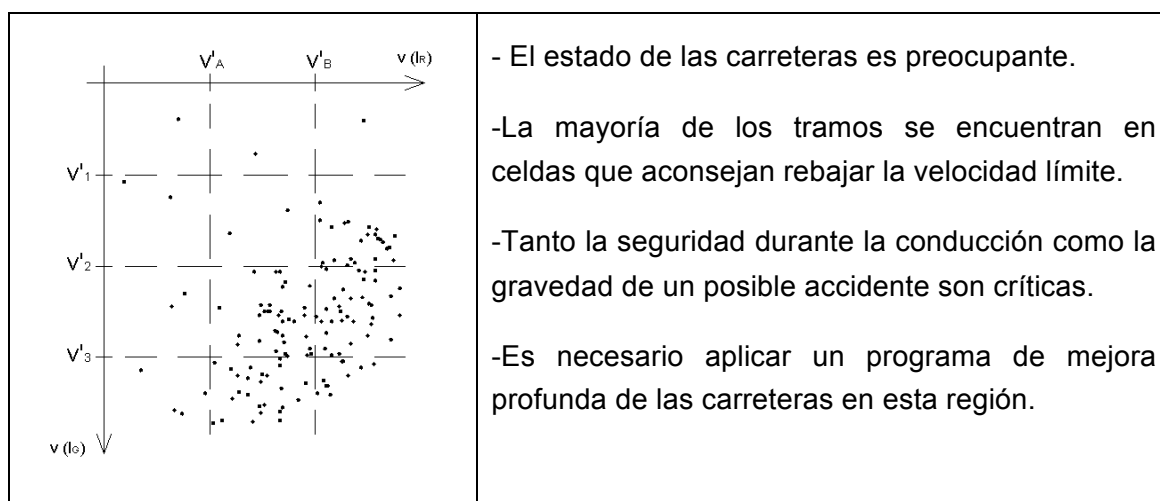 V'A V'B v (IR)
V'1
V'2
V'3
v (IG)
- El estado de las carreteras es preocupante.
-La mayoría de los tramos se encuentran en
celdas que aconsejan rebajar la velocidad límite.
-Tanto la seguridad durante la conducción como la
gravedad de un posible accidente son críticas.
-Es necesario aplicar un programa de mejora
profunda de las carreteras en esta región.